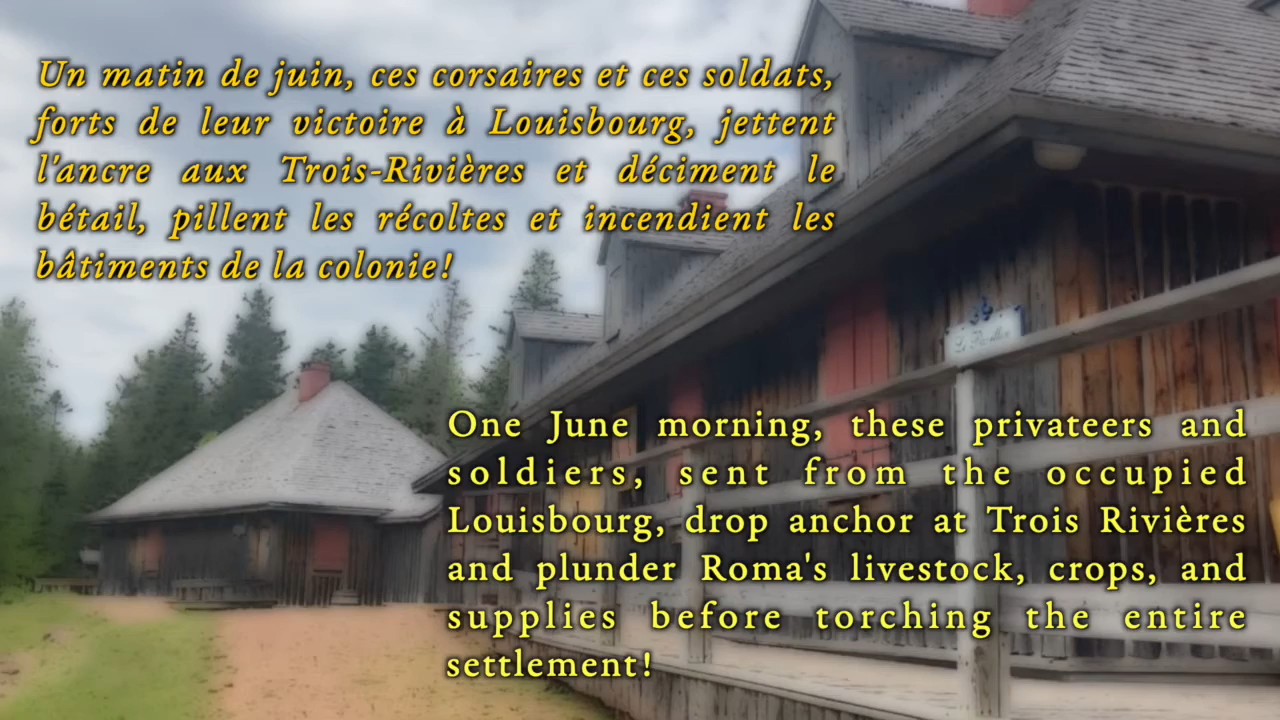 Un matin de juin, ces corsaires et ces soldats,
forts de leur victoire à Louisbourg, jettent
l'ancre aux Trois-Rivières et déciment le
bétail, pillent les récoltes et incendient les
bâtiments de la colonie!
One June morning, these privateers and
soldiers, sent from the occupied
Louisbourg, drop anchor at Trois Rivières
and plunder Roma's livestock, crops, and
supplies before torching the entire
settlement!